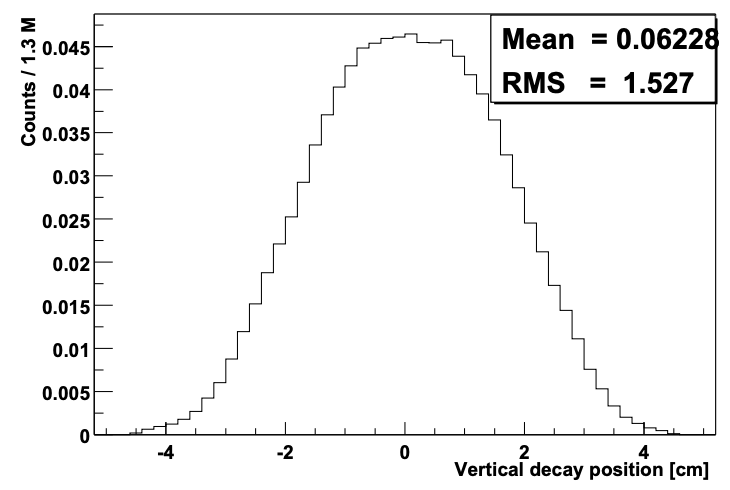 Counts / 1.3 M
Mean = 0.06228
RMS = 1.527
0.045
0.04
0.035
0.03
0.025
0.02
0.015
0.01
0.005
0
-4 -2 0 2 4
Vertical decay position [cm]